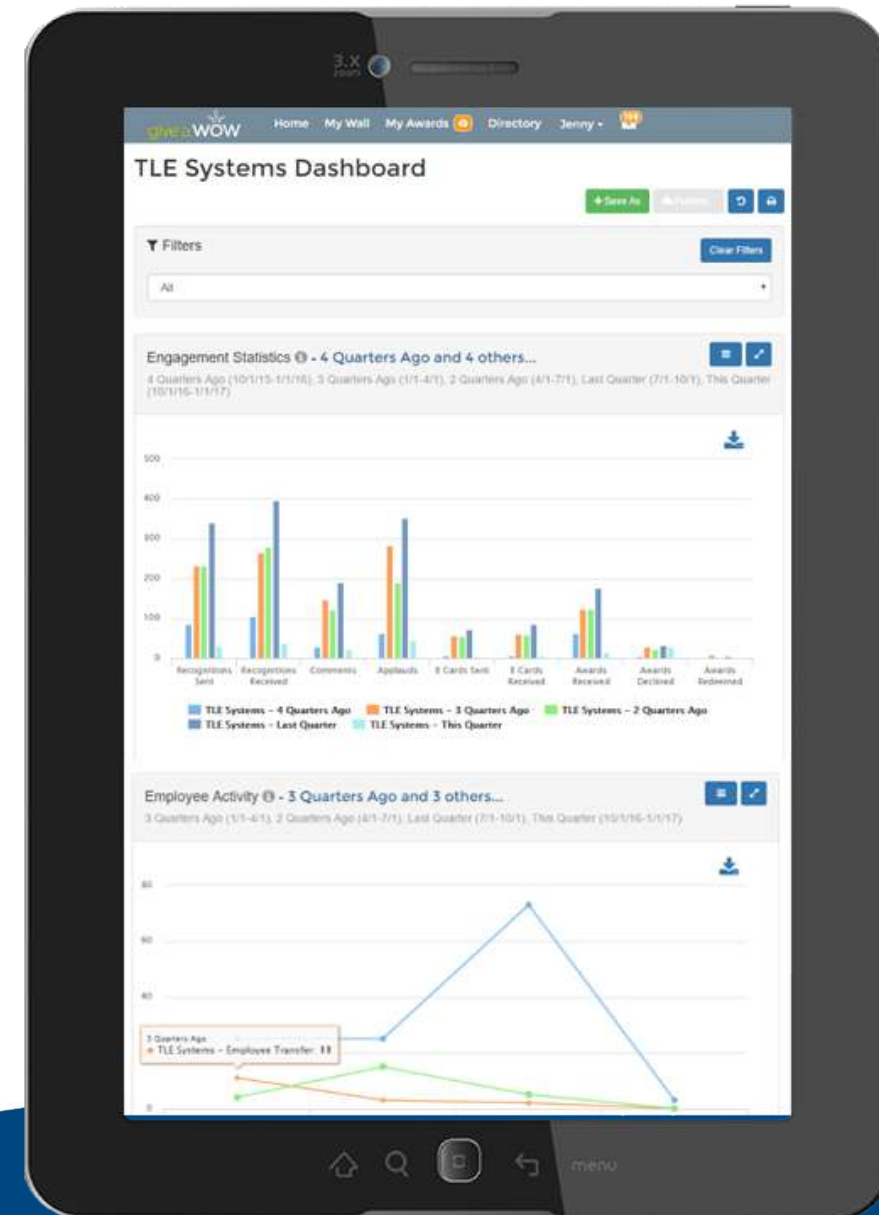 3.X
zoom
give a WOW Home My Wall My Awards Directory Jenny
TLE Systems Dashboard
+ Save As
Filters Clear Filters
All
Engagement Statistics - 4 Quarters Ago and 4 others...
4 Quarters Ago (10/1/15-1/1/16), 3 Quarters Ago (1/1-4/1), 2 Quarters Ago (4/1-7/1), Last Quarter (7/1-10/1), This Quarter
(10/1/16-1/1/17)
500
400
300
200
100
0
Recognitions Recognitions Comments Applauds E Cards Sent E Cards Awards Awards Awards
Sent Received Received Received Declined Redeemed
TLE Systems - 4 Quarters Ago TLE Systems - 3 Quarters Ago TLE Systems - 2 Quarters Ago
TLE Systems - Last Quarter TLE Systems - This Quarter
Employee Activity - 3 Quarters Ago and 3 others...
3 Quarters Ago (1/1-4/1), 2 Quarters Ago (4/1-7/1), Last Quarter (7/1-10/1), This Quarter (10/1/16-1/1/17)
80
60
40
3 Quarters Ago
TLE Systems - Employee Transfer: 11
0
menu